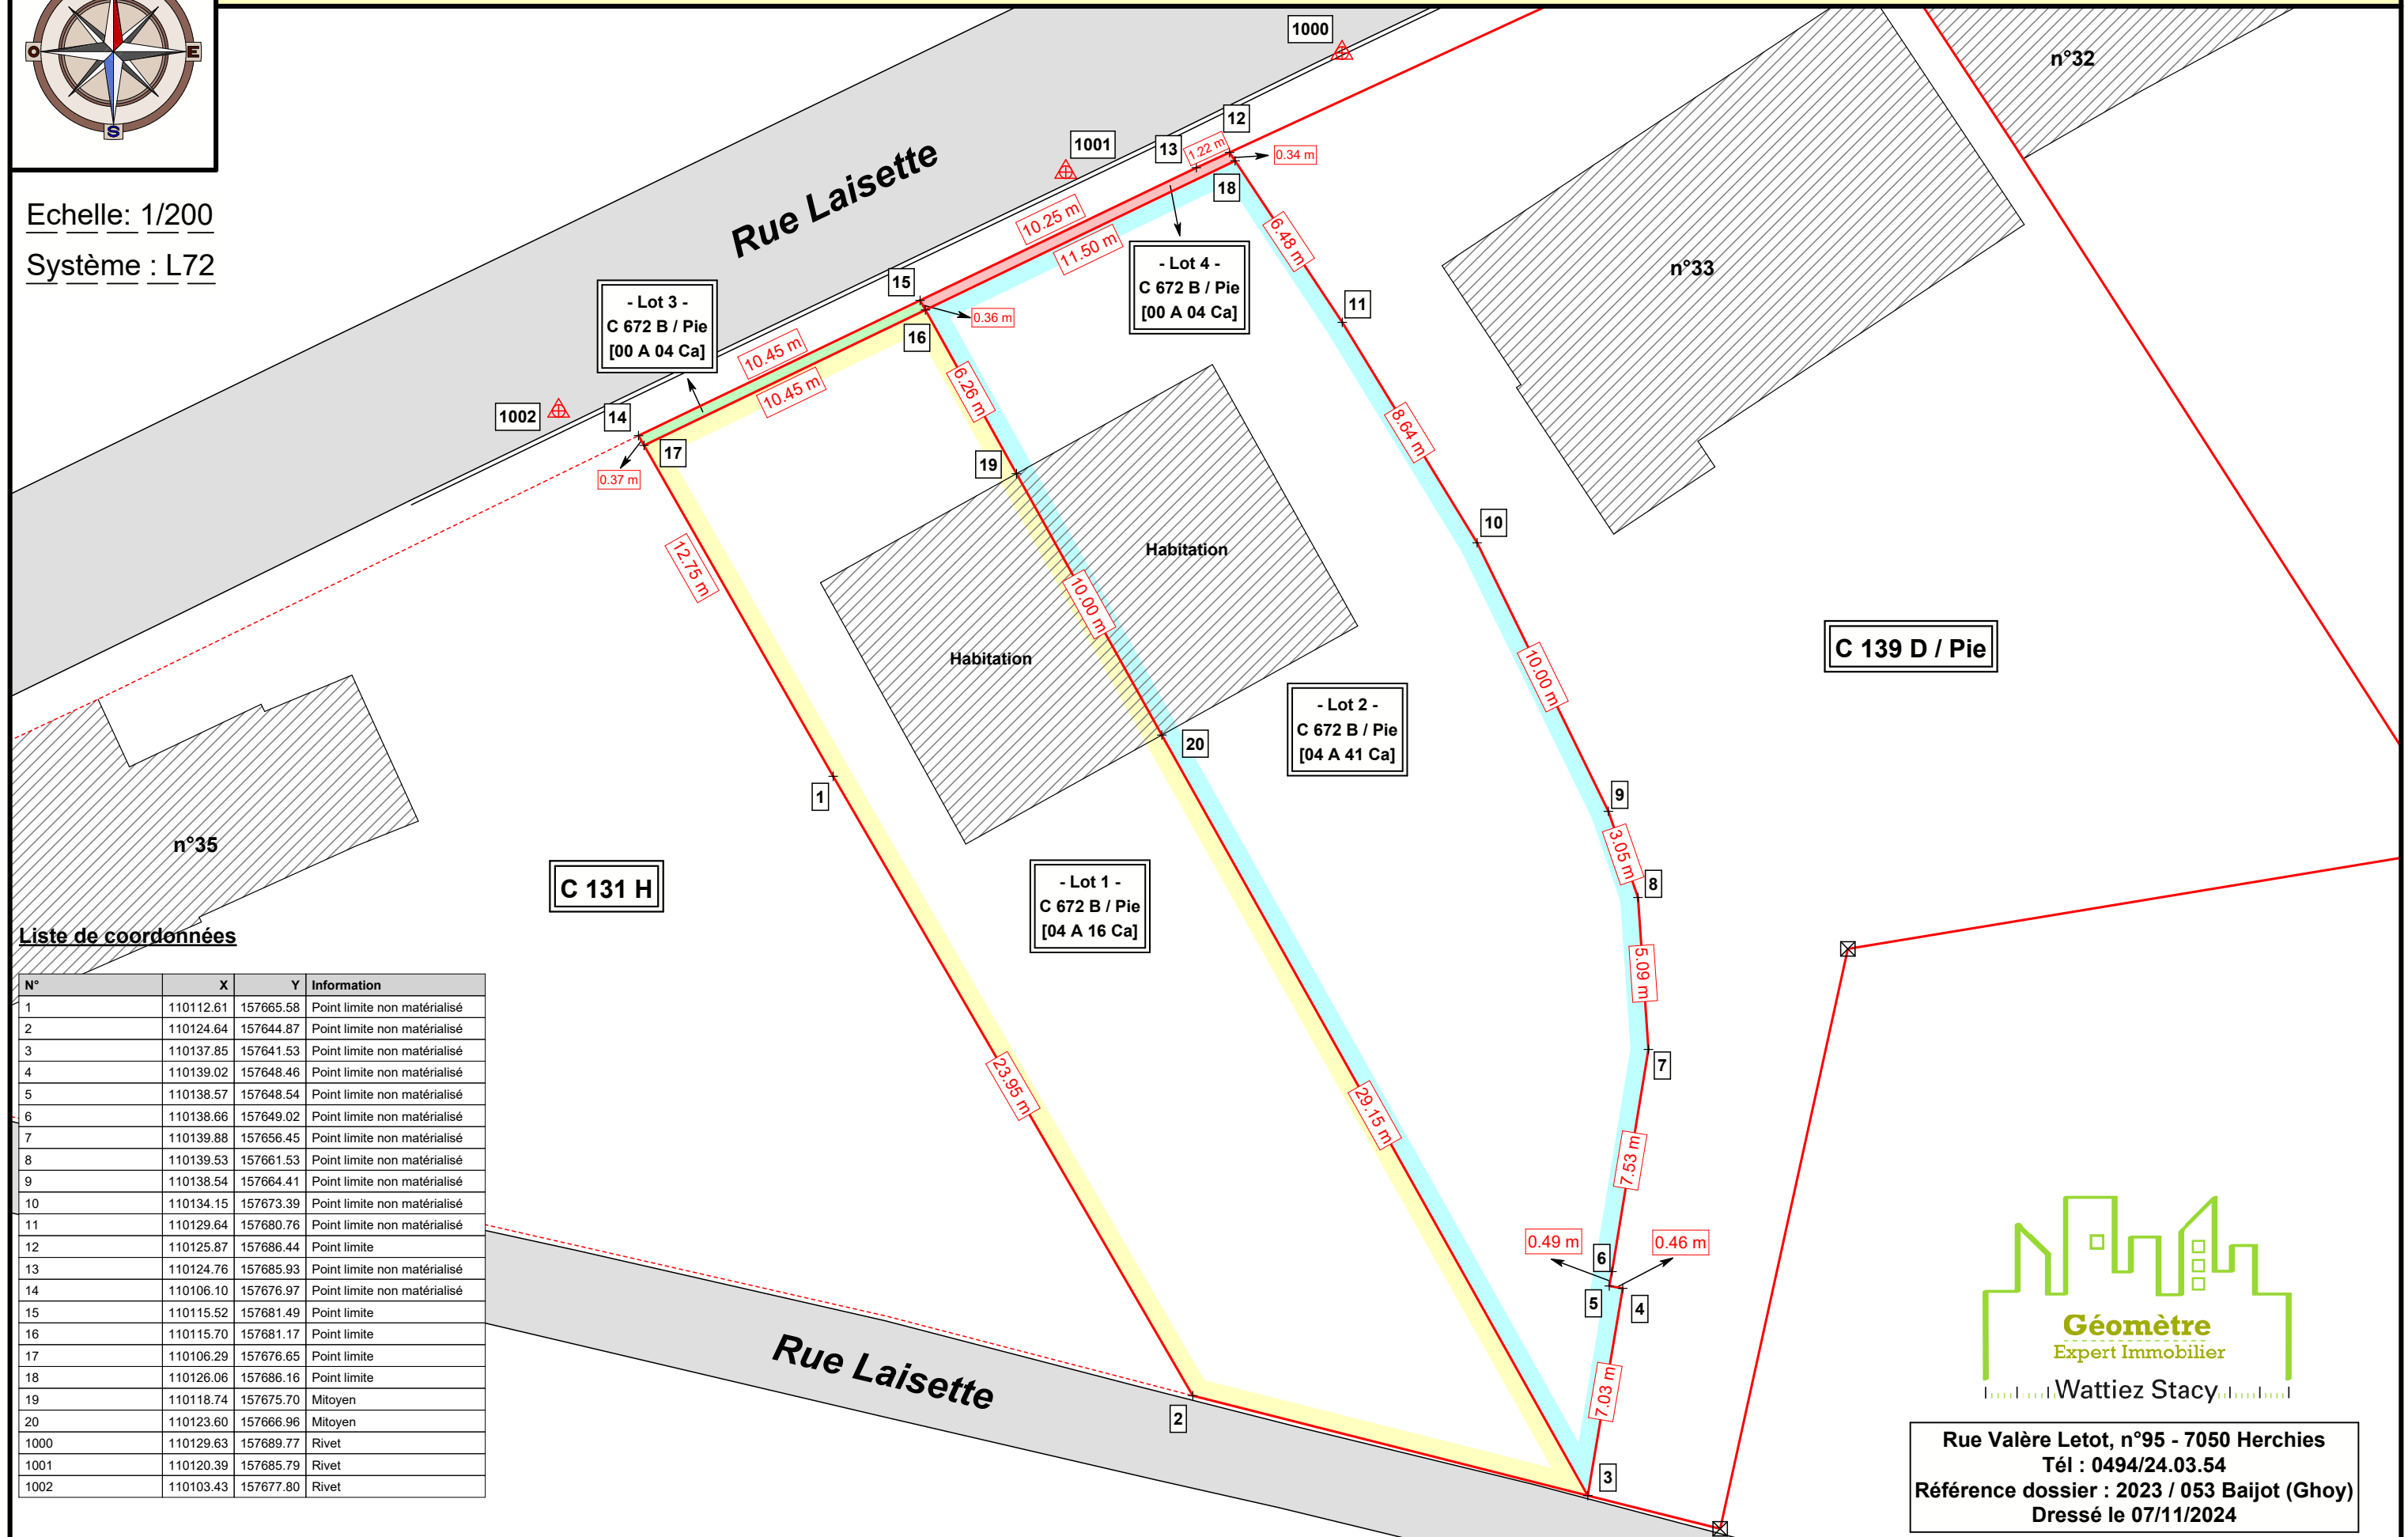 O
E
S
Echelle: 1/200
Système : L72
Rue Laisette
1000
1001
1002
12
13
18
1.22 m
0.34 m
10.25 m
11.50 m
6.48 m
- Lot 4 -
C 672 B / Pie
[00 A 04 Ca]
- Lot 3 -
C 672 B / Pie
[00 A 04 Ca]
15
16
0.36 m
10.45 m
10.45 m
14
17
0.37 m
11
n°32
n°33
6.26 m
8.64 m
19
10
12.75 m
Habitation
10.00 m
Habitation
10.00 m
C 139 D / Pie
- Lot 2 -
C 672 B / Pie
[04 A 41 Ca]
20
1
9
3.05 m
8
n°35
C 131 H
- Lot 1 -
C 672 B / Pie
[04 A 16 Ca]
5.09 m
7
23.95 m
29.15 m
7.53 m
0.49 m
0.46 m
6
5
4
7.03 m
Rue Laisette
2
3
Liste de coordonnées
N° X Y Information
1 110112.61 157665.58 Point limite non matérialisé
2 110124.64 157644.87 Point limite non matérialisé
3 110137.85 157641.53 Point limite non matérialisé
4 110139.02 157648.46 Point limite non matérialisé
5 110138.57 157648.54 Point limite non matérialisé
6 110138.66 157649.02 Point limite non matérialisé
7 110139.88 157656.45 Point limite non matérialisé
8 110139.53 157661.53 Point limite non matérialisé
9 110138.54 157664.41 Point limite non matérialisé
10 110134.15 157673.39 Point limite non matérialisé
11 110129.64 157680.76 Point limite non matérialisé
12 110125.87 157686.44 Point limite
13 110124.76 157685.93 Point limite non matérialisé
14 110106.10 157676.97 Point limite non matérialisé
15 110115.52 157681.49 Point limite
16 110115.70 157681.17 Point limite
17 110106.29 157676.65 Point limite
18 110126.06 157686.16 Point limite
19 110118.74 157675.70 Mitoyen
20 110123.60 157666.96 Mitoyen
1000 110129.63 157689.77 Rivet
1001 110120.39 157685.79 Rivet
1002 110103.43 157677.80 Rivet
Géomètre
Expert Immobilier
Wattiez Stacy
Rue Valère Letot, n°95 - 7050 Herchies
Tél : 0494/24.03.54
Référence dossier : 2023 / 053 Baijot (Ghoy)
Dressé le 07/11/2024